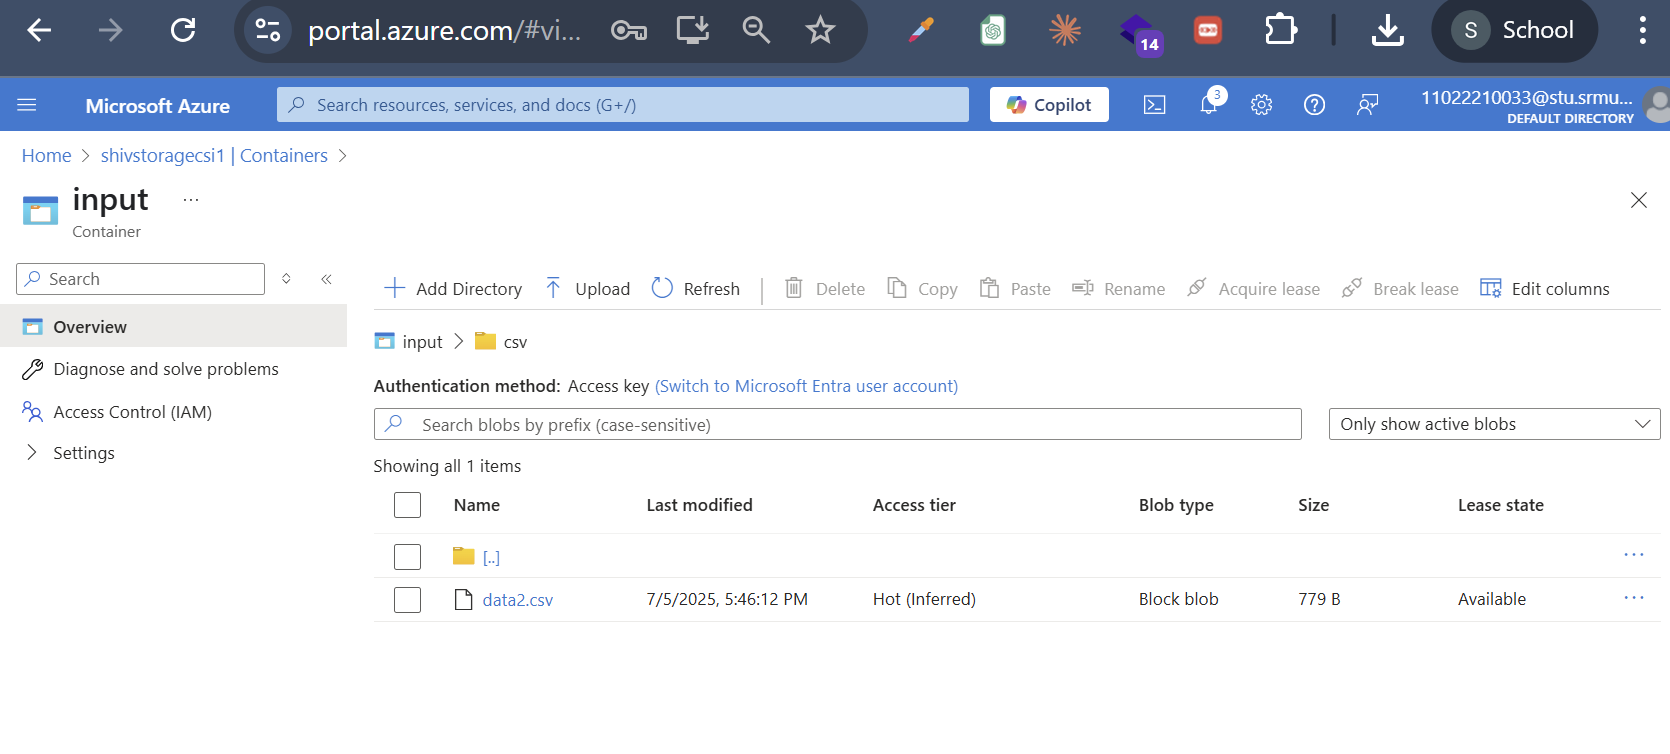 portal.azure.com/#vi...
14
S School
Microsoft Azure
Search resources, services, and docs (G+/)
Copilot
3
11022210033@stu.srmu...
DEFAULT DIRECTORY
Home > shivstoragecsi1 | Containers >
input ...
Container
Search
Overview
Diagnose and solve problems
Access Control (IAM)
Settings
Add Directory Upload Refresh Delete Copy Paste Rename Acquire lease Break lease Edit columns
input > csv
Authentication method: Access key (Switch to Microsoft Entra user account)
Search blobs by prefix (case-sensitive)
Only show active blobs
Showing all 1 items
Name Last modified Access tier Blob type Size Lease state
[..] ...
data2.csv 7/5/2025, 5:46:12 PM Hot (Inferred) Block blob 779 B Available ...